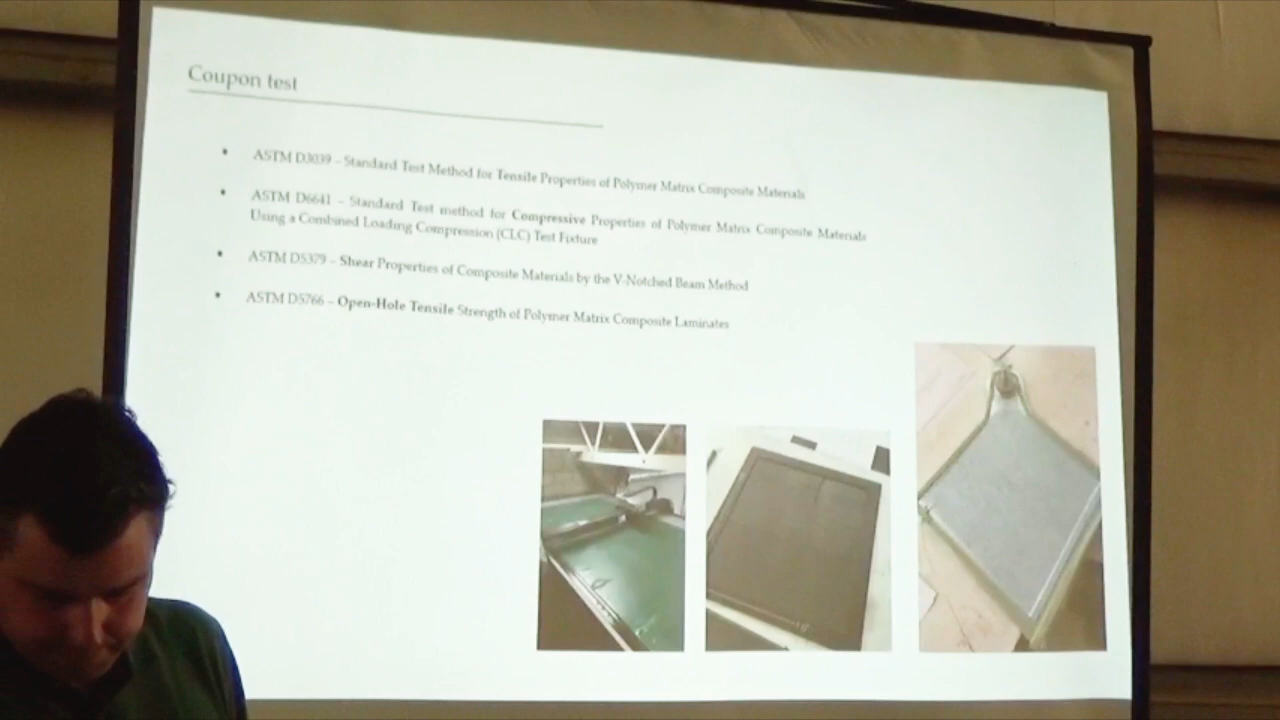 Coupon test
• ASTM D3039 – Standard Test Method for Tensile Properties of Polymer Matrix Composite Materials
• ASTM D6641 – Standard Test method for Compressive Properties of Polymer Matrix Composite Materials
Using a Combined Loading Compression (CLC) Test Fixture
• ASTM D5379 – Shear Properties of Composite Materials by the V-Notched Beam Method
• ASTM D5766 – Open-Hole Tensile Strength of Polymer Matrix Composite Laminates